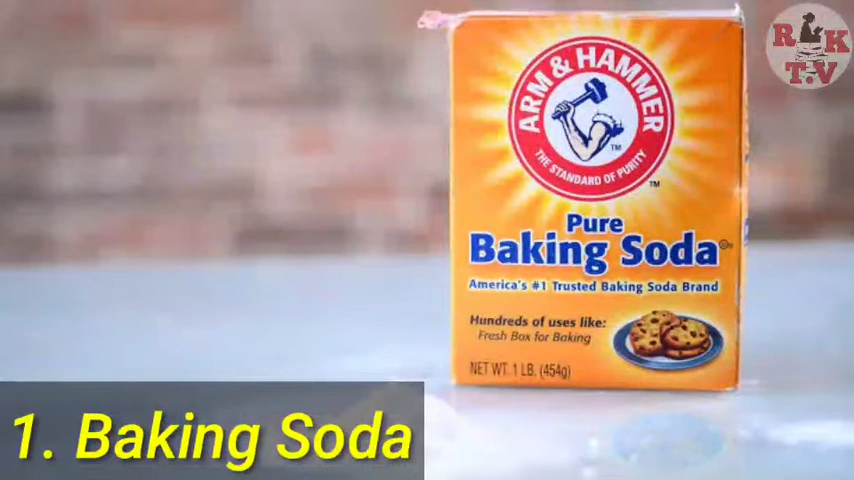 R K
T.V
ARM & HAMMER
TM
THE STANDARD OF PURITY
TM
Pure
Baking Soda
America's #1 Trusted Baking Soda Brand
Hundreds of uses like:
Fresh Box for Baking
NET WT. 1 LB. (454g)
1. Baking Soda